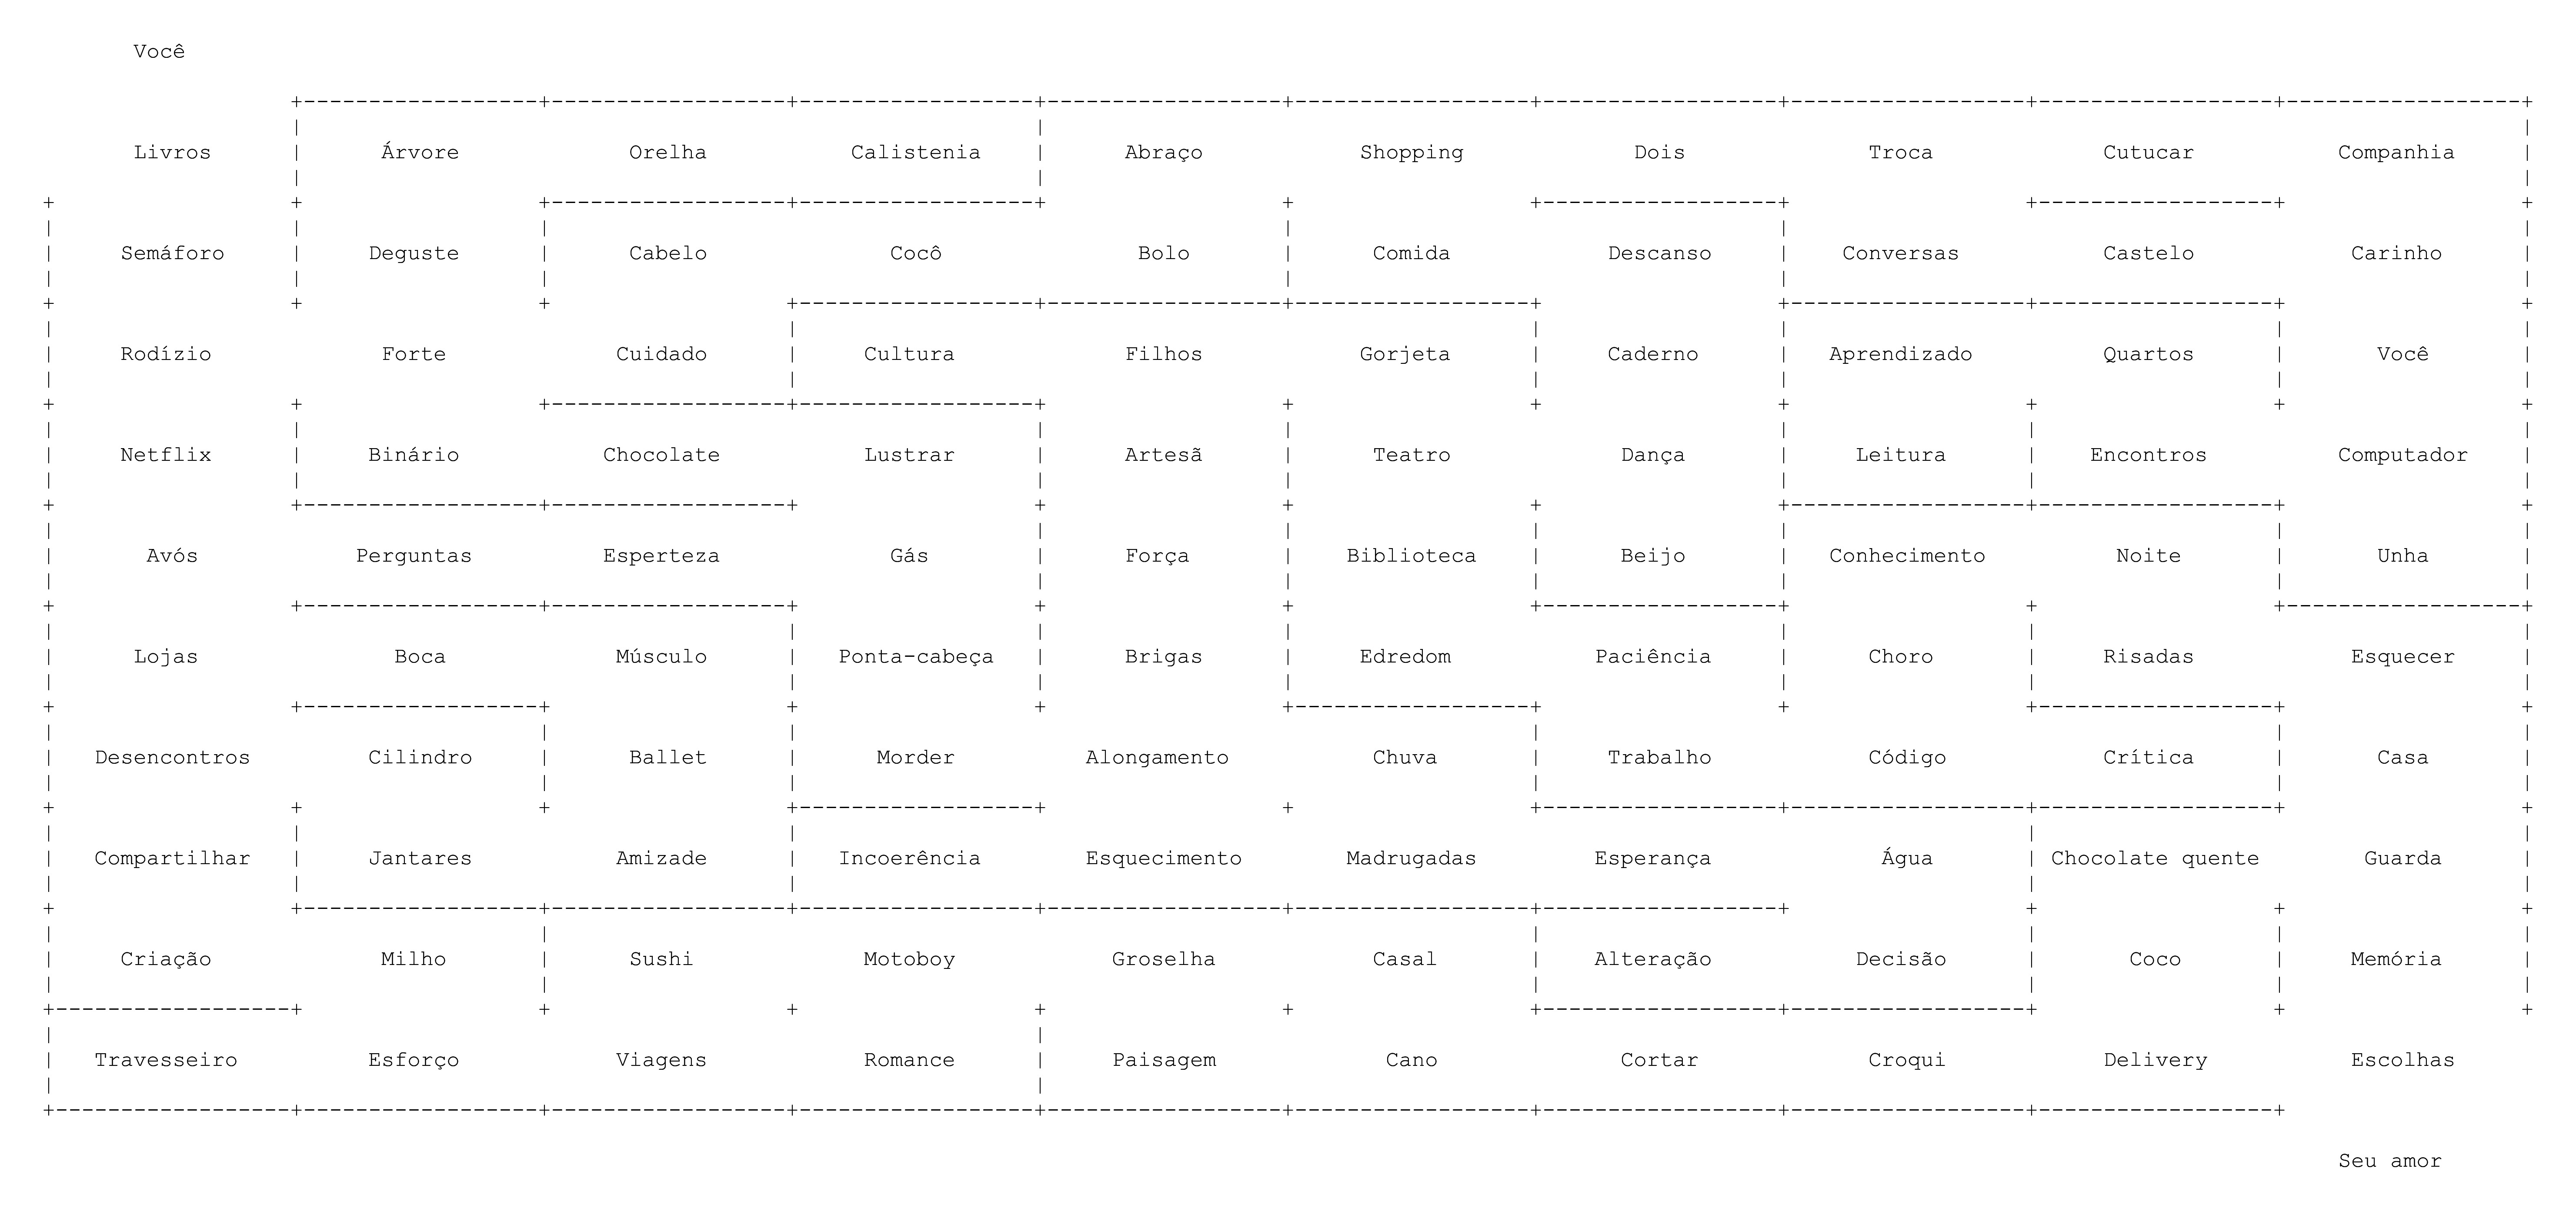 Você
Livros Árvore Orelha Calistenia Abraço Shopping Dois Troca Cutucar Companhia
Semáforo Deguste Cabelo Cocô Bolo Comida Descanso Conversas Castelo Carinho
Rodízio Forte Cuidado Cultura Filhos Gorjeta Caderno Aprendizado Quartos Você
Netflix Binário Chocolate Lustrar Artesã Teatro Dança Leitura Encontros Computador
Avós Perguntas Esperteza Gás Força Biblioteca Beijo Conhecimento Noite Unha
Lojas Boca Músculo Ponta-cabeça Brigas Edredom Paciência Choro Risadas Esquecer
Desencontros Cilindro Ballet Morder Alongamento Chuva Trabalho Código Crítica Casa
Compartilhar Jantares Amizade Incoerência Esquecimento Madrugadas Esperança Água Chocolate quente Guarda
Criação Milho Sushi Motoboy Groselha Casal Alteração Decisão Coco Memória
Travesseiro Esforço Viagens Romance Paisagem Cano Cortar Croqui Delivery Escolhas
Seu amor